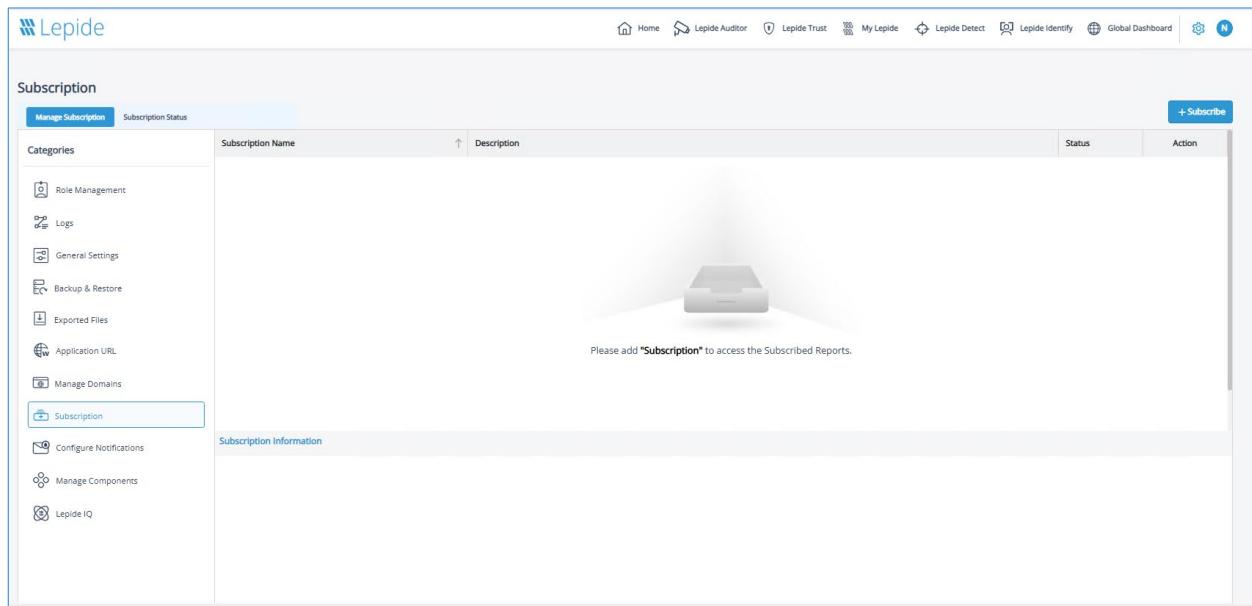 Lepide
Home Lepide Auditor Lepide Trust My Lepide Lepide Detect Lepide Identify Global Dashboard N
Subscription
Manage Subscription Subscription Status + Subscribe
Categories
Subscription Name Description Status Action
Role Management
Logs
General Settings
Backup & Restore
Exported Files
Application URL
Manage Domains
Subscription
Configure Notifications
Manage Components
Lepide IQ
Please add "Subscription" to access the Subscribed Reports.
Subscription Information